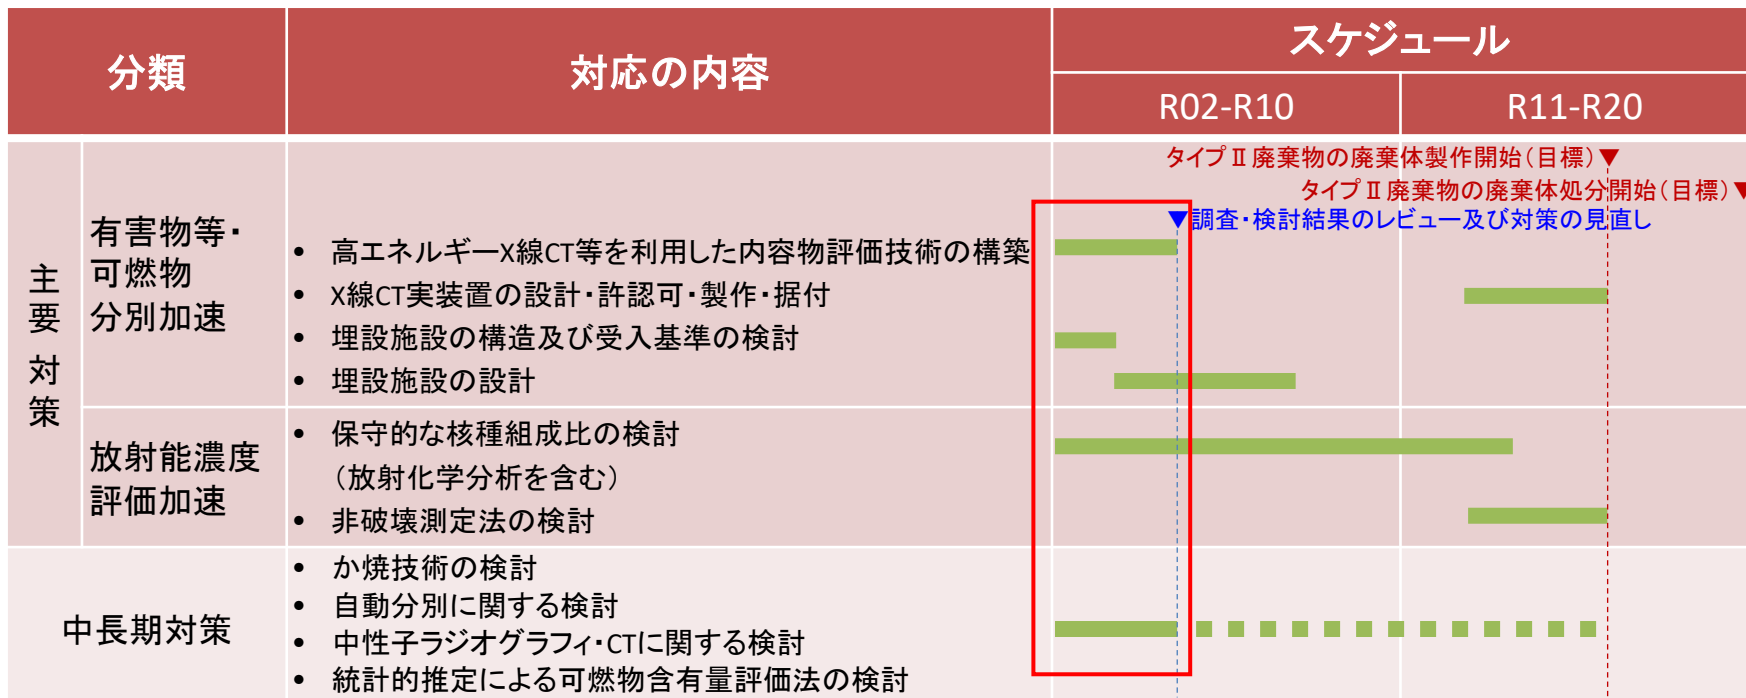 分類
対応の内容
スケジュール
R02-R10
R11-R20
主要対策
有害物等・
可燃物
分別加速
• 高エネルギーX線CT等を利用した内容物評価技術の構築
• X線CT実装置の設計・許認可・製作・据付
• 埋設施設の構造及び受入基準の検討
• 埋設施設の設計
タイプⅡ廃棄物の廃棄体製作開始（目標）▼
タイプⅡ廃棄物の廃棄体処分開始（目標）▼
▼調査・検討結果のレビュー及び対策の見直し
放射能濃度
評価加速
• 保守的な核種組成比の検討
（放射化学分析を含む）
• 非破壊測定法の検討
中長期対策
• か焼技術の検討
• 自動分別に関する検討
• 中性子ラジオグラフィ・CTに関する検討
• 統計的推定による可燃物含有量評価法の検討